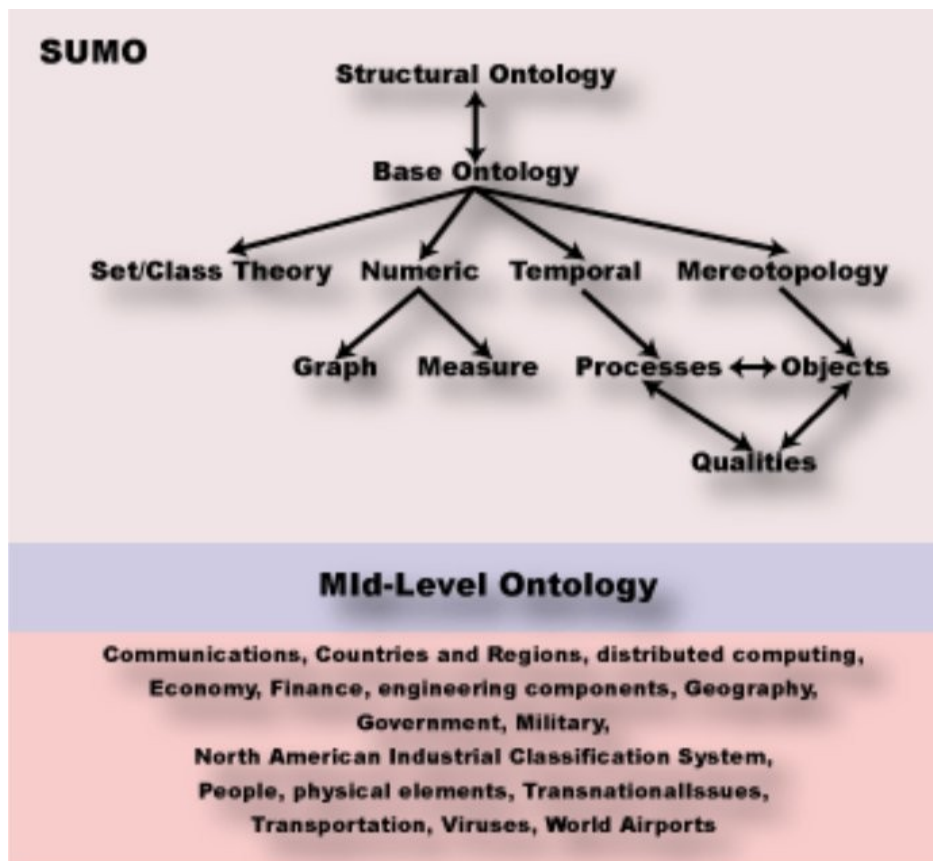 SUMO
Structural Ontology
Base Ontology
Set/Class Theory Numeric Temporal Mereotopology
Graph Measure Processes Objects
Qualities
MId-Level Ontology
Communications, Countries and Regions, distributed computing,
Economy, Finance, engineering components, Geography,
Government, Military,
North American Industrial Classification System,
People, physical elements, TransnationalIssues,
Transportation, Viruses, World Airports